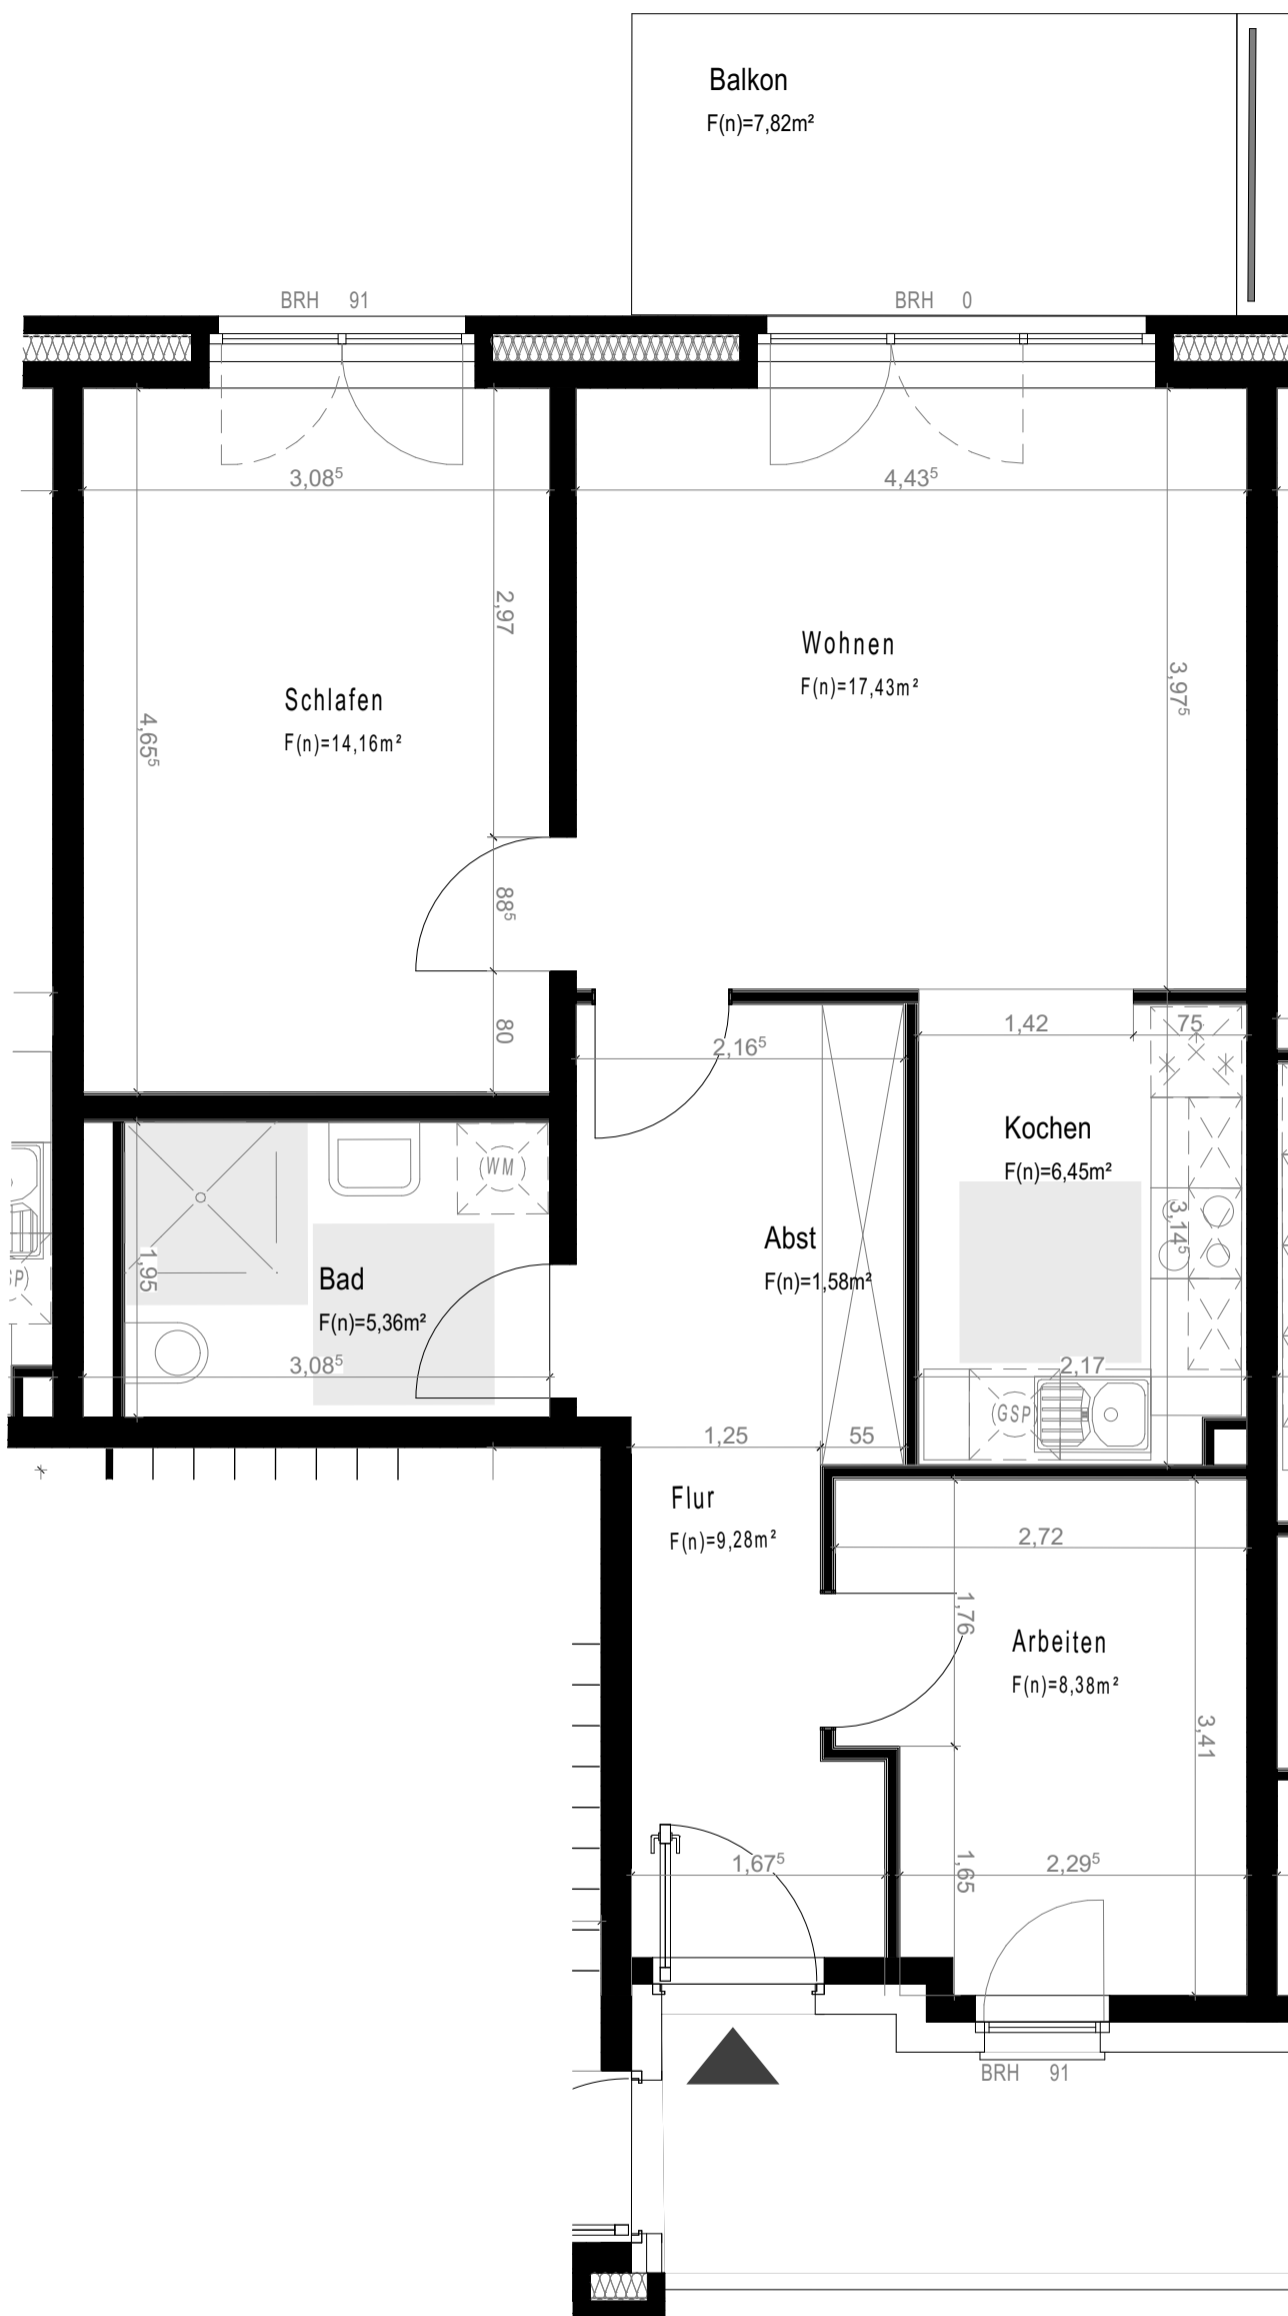 Balkon
F(n)=7,82m²
BRH 91
BRH 0
3,08⁵
4,43⁵
2,97
Wohnen
F(n)=17,43m²
3,97⁵
Schlafen
F(n)=14,16m²
4,65⁵
88⁵
80
2,16⁵
1,42
75
Kochen
F(n)=6,45m²
WM
3,14⁵
Abst
F(n)=1,58m²
1,95
Bad
F(n)=5,36m²
3,08⁵
2,17
GSP
1,25
55
Flur
F(n)=9,28m²
2,72
1,76
Arbeiten
F(n)=8,38m²
3,41
1,67⁵
1,65
2,29⁵
BRH 91